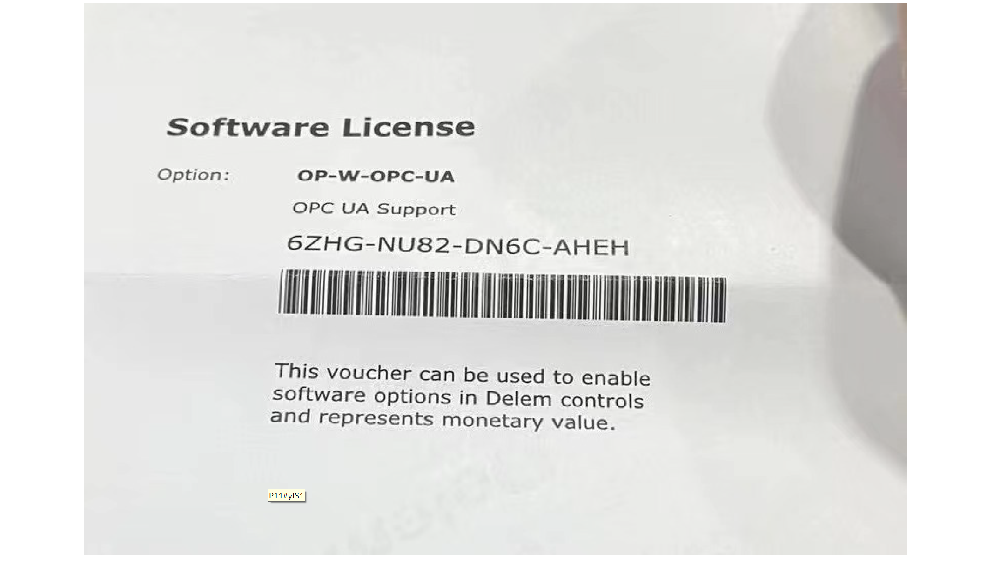 Software License
Option: OP-W-OPC-UA
OPC UA Support
6ZHG-NU82-DN6C-AHEH
This voucher can be used to enable
software options in Delem controls
and represents monetary value.